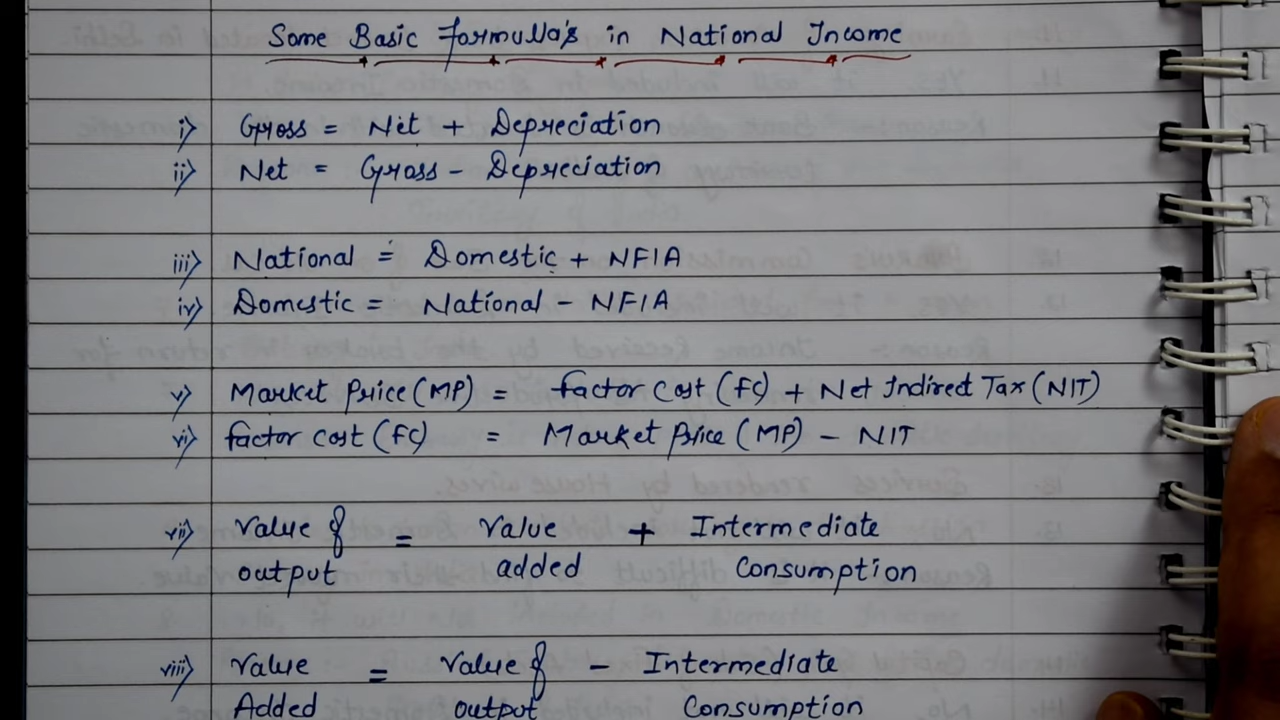 Some Basic Formulla's in National Income
i) Gross = Net + Depreciation
ii) Net = Gross - Depreciation
iii) National = Domestic + NFIA
iv) Domestic = National - NFIA
v) Market Price (MP) = factor cost (FC) + Net Indirect Tax (NIT)
vi) factor cost (FC) = Market Price (MP) - NIT
vii) Value of output = Value added + Intermediate Consumption
viii) Value Added = Value of output - Intermediate Consumption